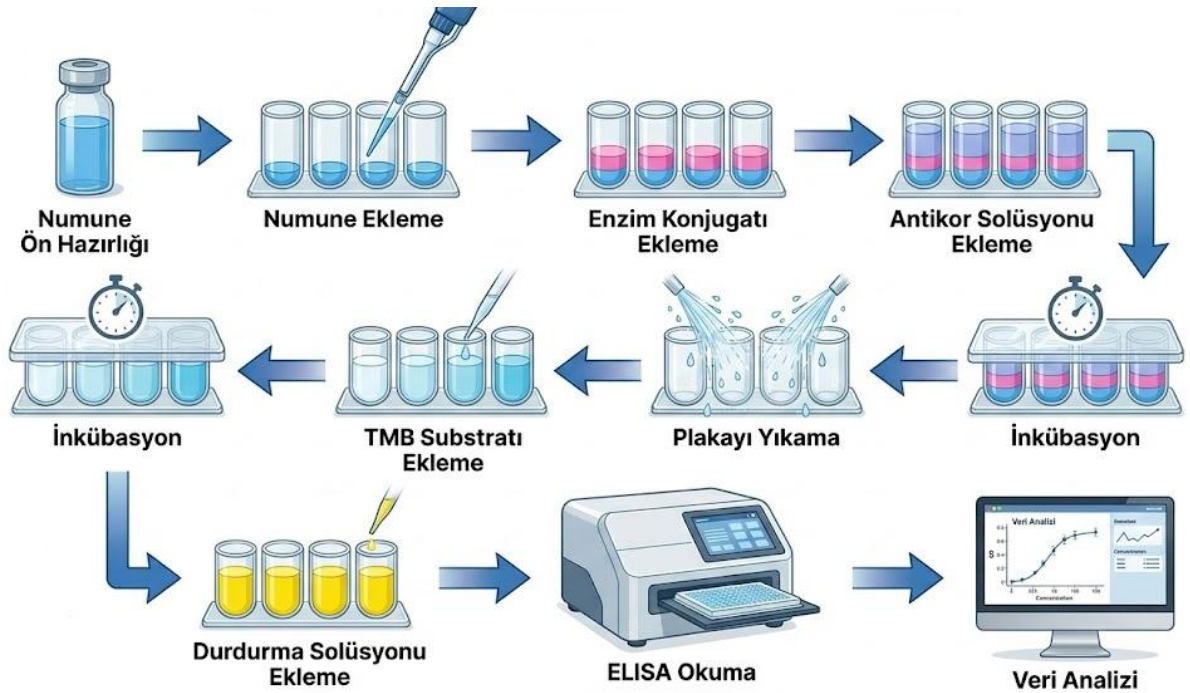 Numune
Ön Hazırlığı
Numune Ekleme
Enzim Konjugatı
Ekleme
Antikor Solüsyonu
Ekleme
İnkübasyon
TMB Substratı
Ekleme
Plakayı Yıkama
İnkübasyon
Durdurma Solüsyonu
Ekleme
ELISA Okuma
Veri Analizi
Veri Analizi